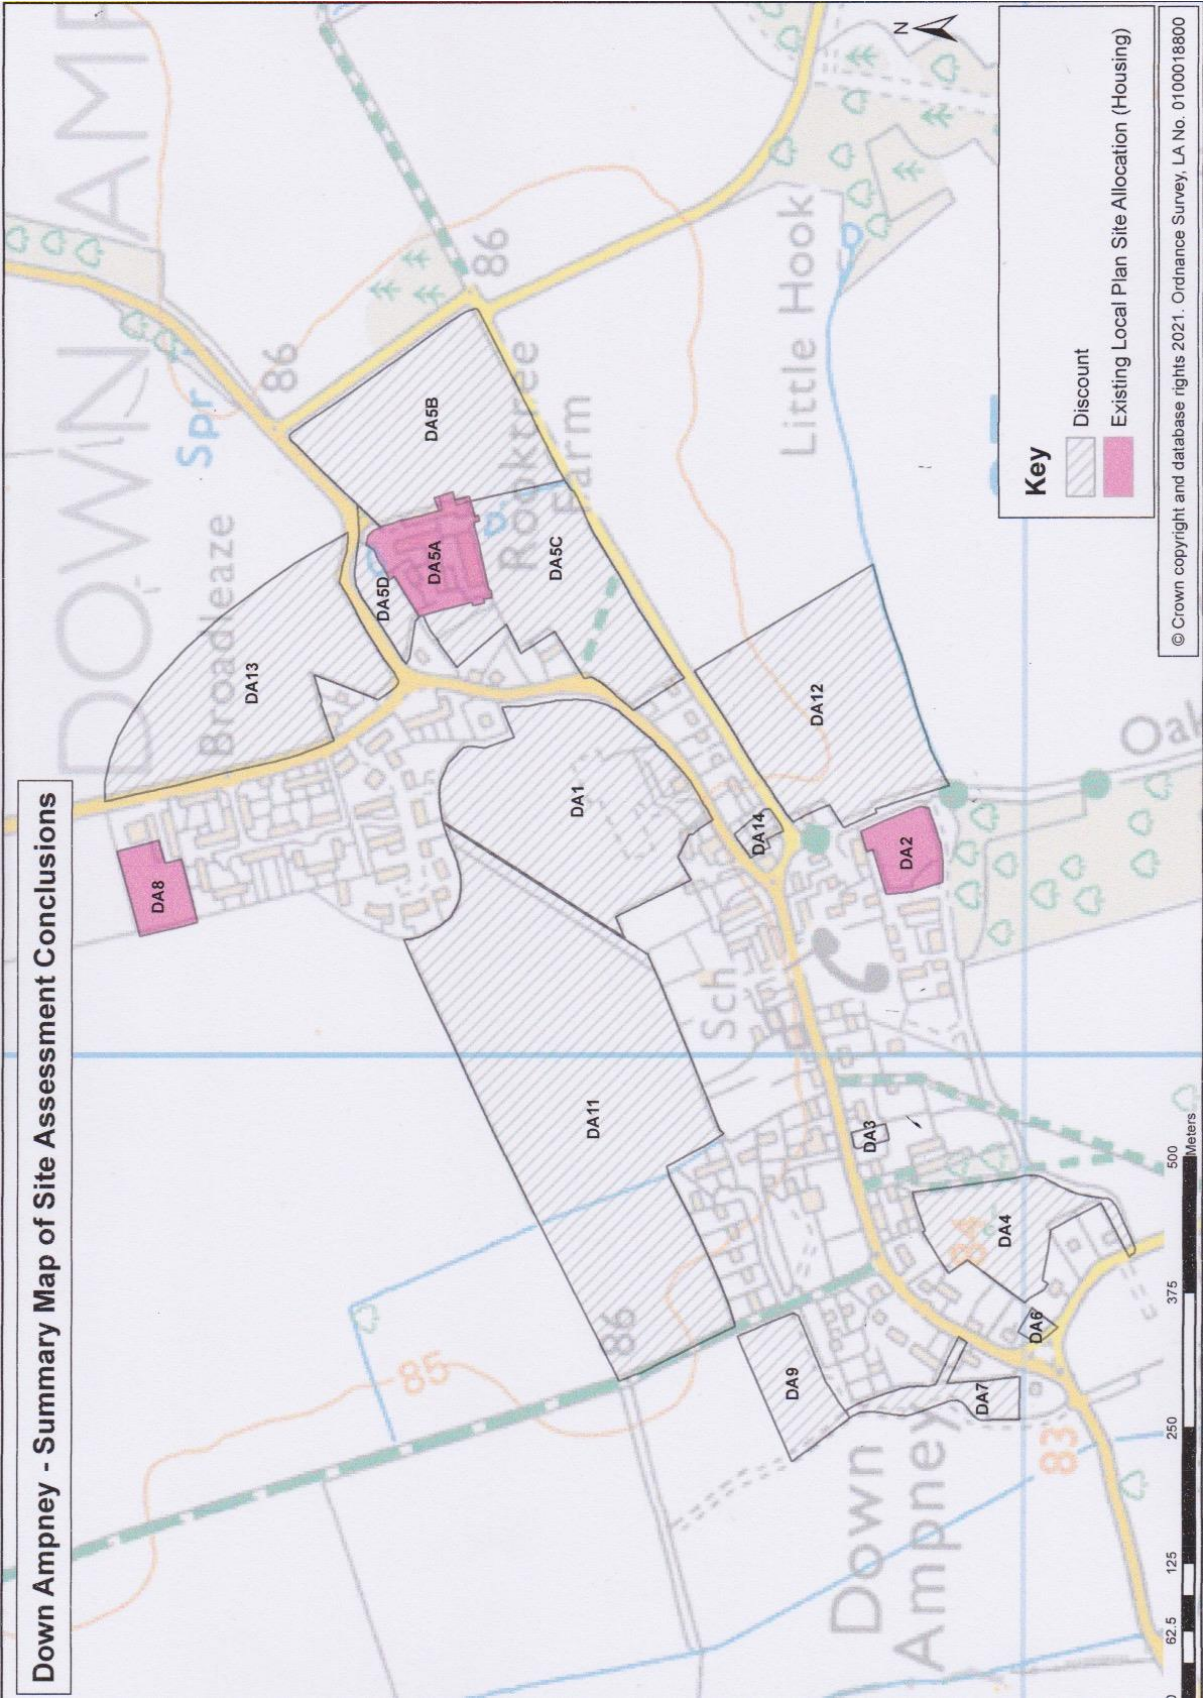 Down Ampney - Summary Map of Site Assessment Conclusions
DOWN AMP
N
Spr
86
Broadleaze
DA13
DA8
DA5D
DA5A
DA5B
86
Rooktree
Farm
DA5C
DA1
DA11
DA14
DA12
Little Hook
DA2
Sch
Oak
DA3
DA4
84
DA6
DA7
DA9
86
85
83
Down
Ampney
Key
Discount
Existing Local Plan Site Allocation (Housing)
0 62.5 125 250 375 500
Meters
© Crown copyright and database rights 2021. Ordnance Survey, LA No. 0100018800